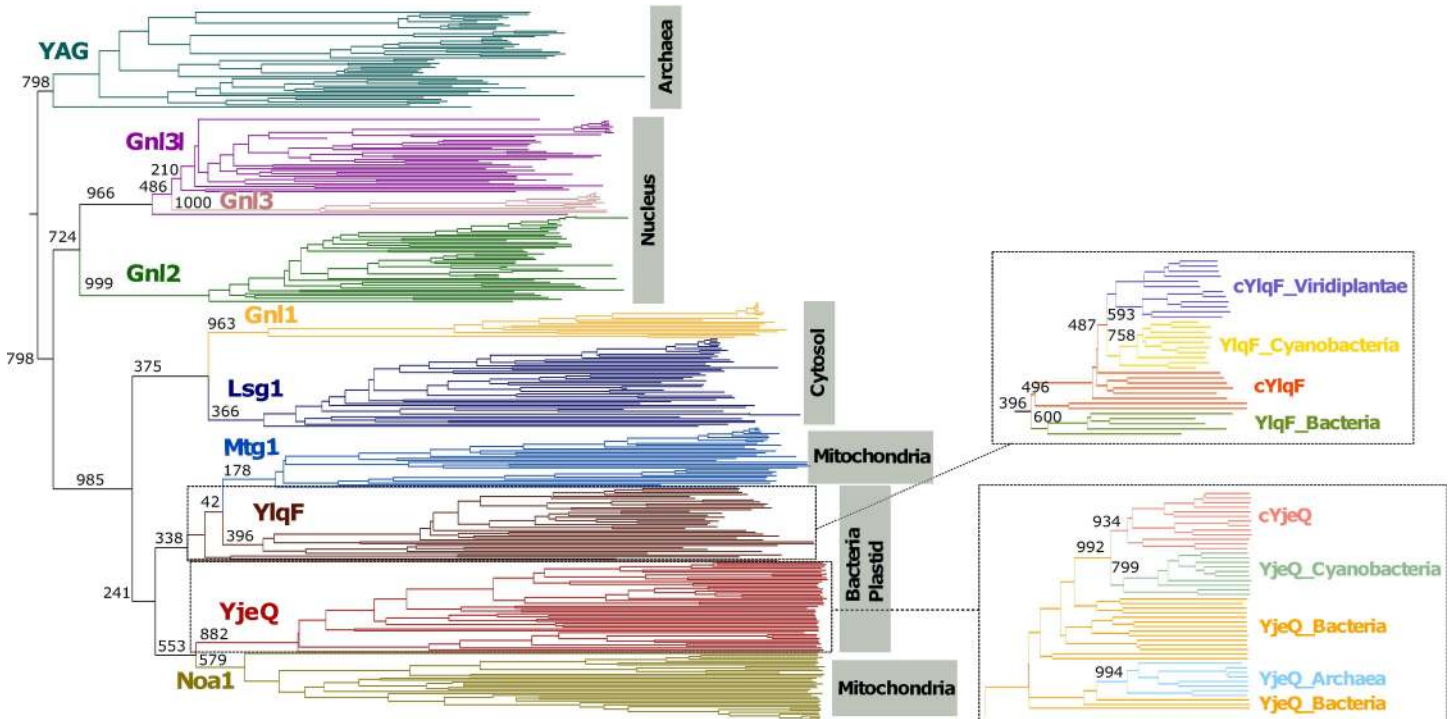 YAG
798
Archaea
Gnl3l
210
486
966
1000
Gnl3
Nucleus
724
Gnl2
999
Gnl1
963
798
375
Cytosol
Lsg1
366
Mtg1
178
Mitochondria
985
42
YlqF
396
338
Bacteria
Plastid
241
YjeQ
882
553
579
Noa1
Mitochondria
cYlqF_Viridiplantae
593
487
758
YlqF_Cyanobacteria
496
cYlqF
396
600
YlqF_Bacteria
934
cYjeQ
992
799
YjeQ_Cyanobacteria
YjeQ_Bacteria
994
YjeQ_Archaea
YjeQ_Bacteria